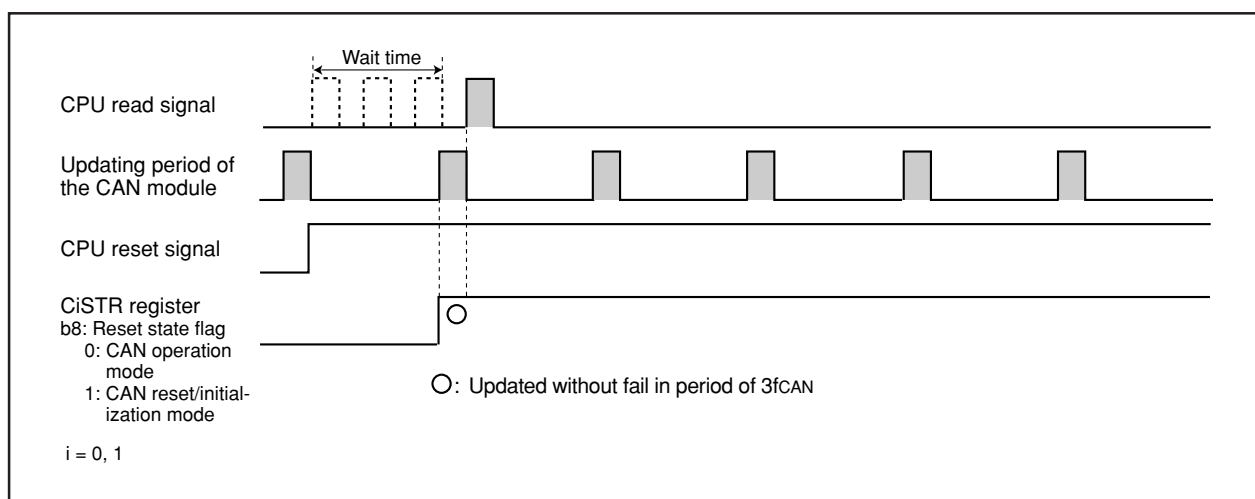 Wait time
CPU read signal
Updating period of
the CAN module
CPU reset signal
CiSTR register
b8: Reset state flag
0: CAN operation
mode
1: CAN reset/initial-
ization mode
: Updated without fail in period of 3fCAN
i = 0, 1